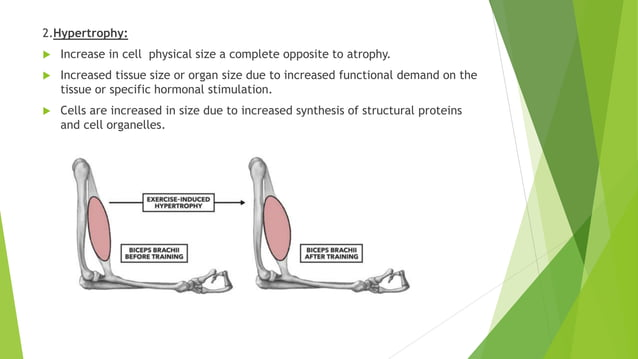 2.Hypertrophy:
Increase in cell physical size a complete opposite to atrophy.
Increased tissue size or organ size due to increased functional demand on the
tissue or specific hormonal stimulation.
Cells are increased in size due to increased synthesis of structural proteins
and cell organelles.
EXERCISE-INDUCED
HYPERTROPHY
BICEPS BRACHII
BEFORE TRAINING
BICEPS BRACHII
AFTER TRAINING